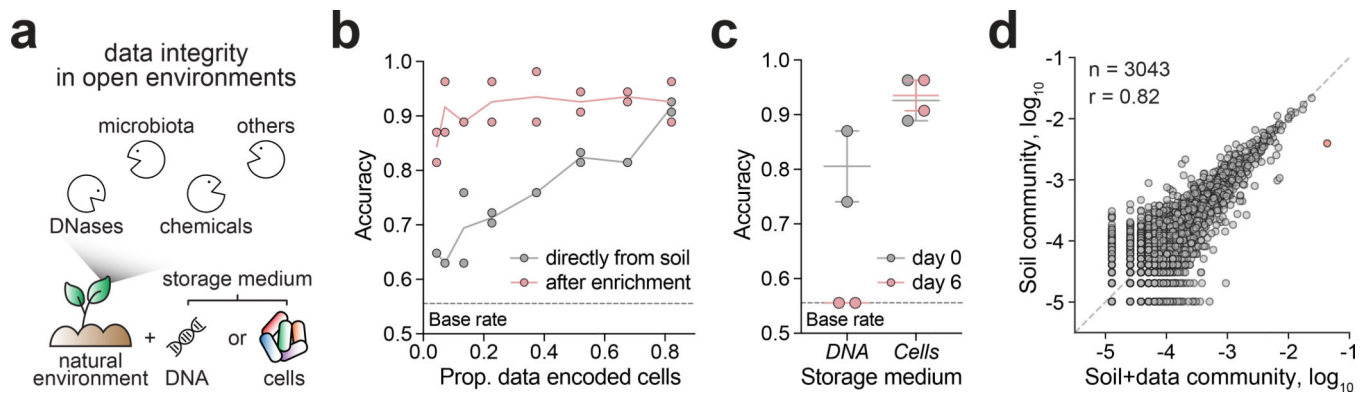 a
data integrity
in open environments
microbiota
others
DNases
chemicals
storage medium
natural
environment
+
DNA
or
cells
b
Accuracy
1.0
0.9
0.8
0.7
0.6
0.5
directly from soil
after enrichment
Base rate
0.0
0.2
0.4
0.6
0.8
Prop. data encoded cells
c
Accuracy
1.0
0.9
0.8
0.7
0.6
0.5
day 0
day 6
Base rate
DNA
Cells
Storage medium
d
Soil community, log10
-1
-2
-3
-4
-5
n = 3043
r = 0.82
-5
-4
-3
-2
-1
Soil+data community, log10